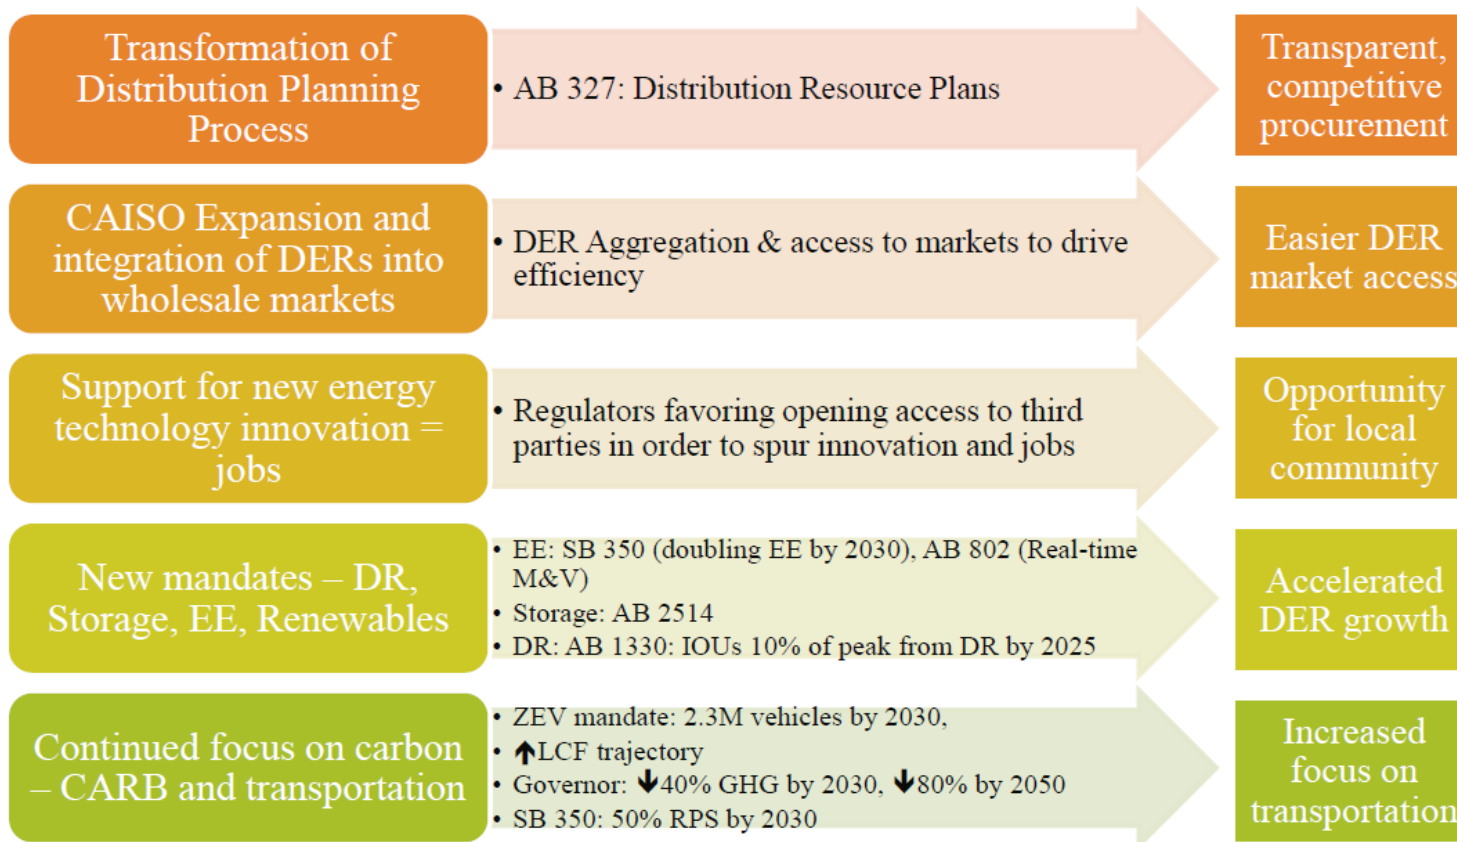 Transformation of
Distribution Planning
Process
• AB 327: Distribution Resource Plans
Transparent,
competitive
procurement
CAISO Expansion and
integration of DERs into
wholesale markets
• DER Aggregation & access to markets to drive
efficiency
Easier DER
market access
Support for new energy
technology innovation =
jobs
• Regulators favoring opening access to third
parties in order to spur innovation and jobs
Opportunity
for local
community
New mandates – DR,
Storage, EE, Renewables
• EE: SB 350 (doubling EE by 2030), AB 802 (Real-time
M&V)
• Storage: AB 2514
• DR: AB 1330: IOUs 10% of peak from DR by 2025
Accelerated
DER growth
Continued focus on carbon
– CARB and transportation
• ZEV mandate: 2.3M vehicles by 2030,
• 🡹LCF trajectory
• Governor: 🡻40% GHG by 2030, 🡻80% by 2050
• SB 350: 50% RPS by 2030
Increased
focus on
transportation